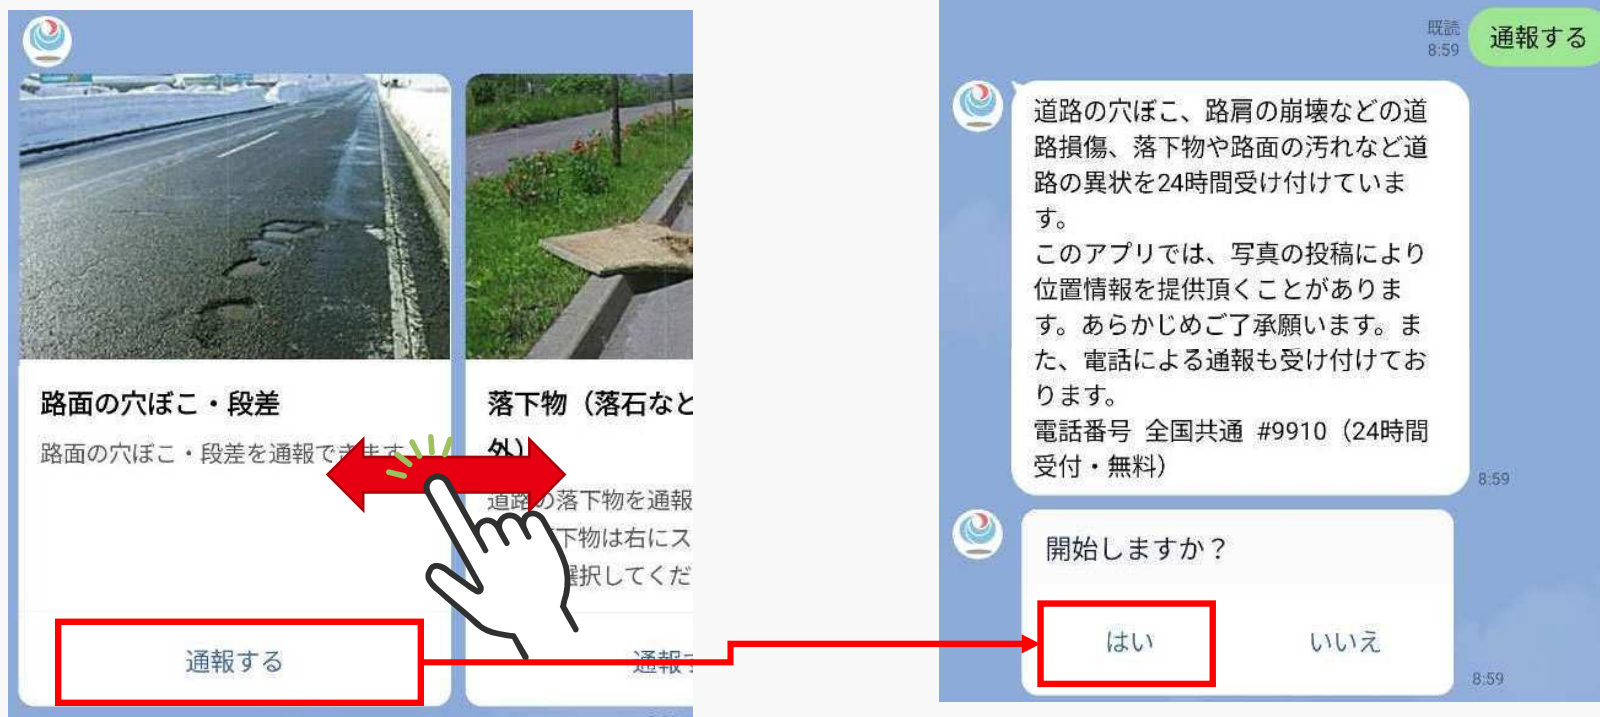 路面の穴ぼこ・段差
路面の穴ぼこ・段差を通報できます
通報する
落下物（落石など
外）
道路の落下物を通報
下物は右にス
選択してくだ
通報
既読
8:59
通報する
道路の穴ぼこ、路肩の崩壊などの道
路損傷、落下物や路面の汚れなど道
路の異状を24時間受け付けていま
す。
このアプリでは、写真の投稿により
位置情報を提供頂くことがありま
す。あらかじめご了承願います。ま
た、電話による通報も受け付けてお
ります。
電話番号 全国共通 #9910（24時間
受付・無料）
8:59
開始しますか？
はい
いいえ
8:59